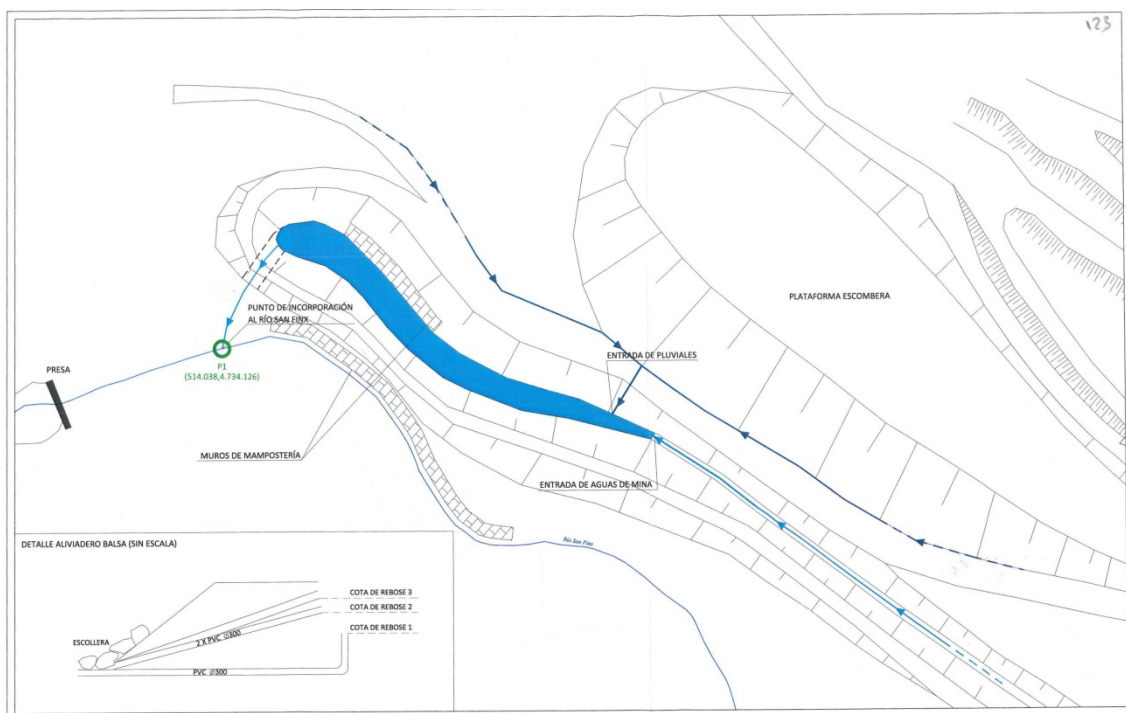 123
PLATAFORMA ESCOMBERA
PUNTO DE INCORPORACIÓN
AL RÍO SAN FINX
ENTRADA DE PLUVIALES
P1
(514.038,4.734.126)
PRESA
MUROS DE MAMPOSTERÍA
ENTRADA DE AGUAS DE MINA
Río San Finx
DETALLE ALIVIADERO BALSA (SIN ESCALA)
COTA DE REBOSE 3
COTA DE REBOSE 2
COTA DE REBOSE 1
ESCOLLERA
2 X PVC Ø300
PVC Ø300